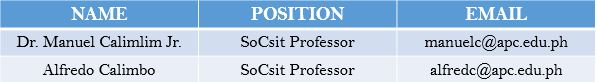 NAME POSITION EMAIL
Dr. Manuel Calimlim Jr. SoCsit Professor manuelc@apc.edu.ph
Alfredo Calimbo SoCsit Professor alfredc@apc.edu.ph